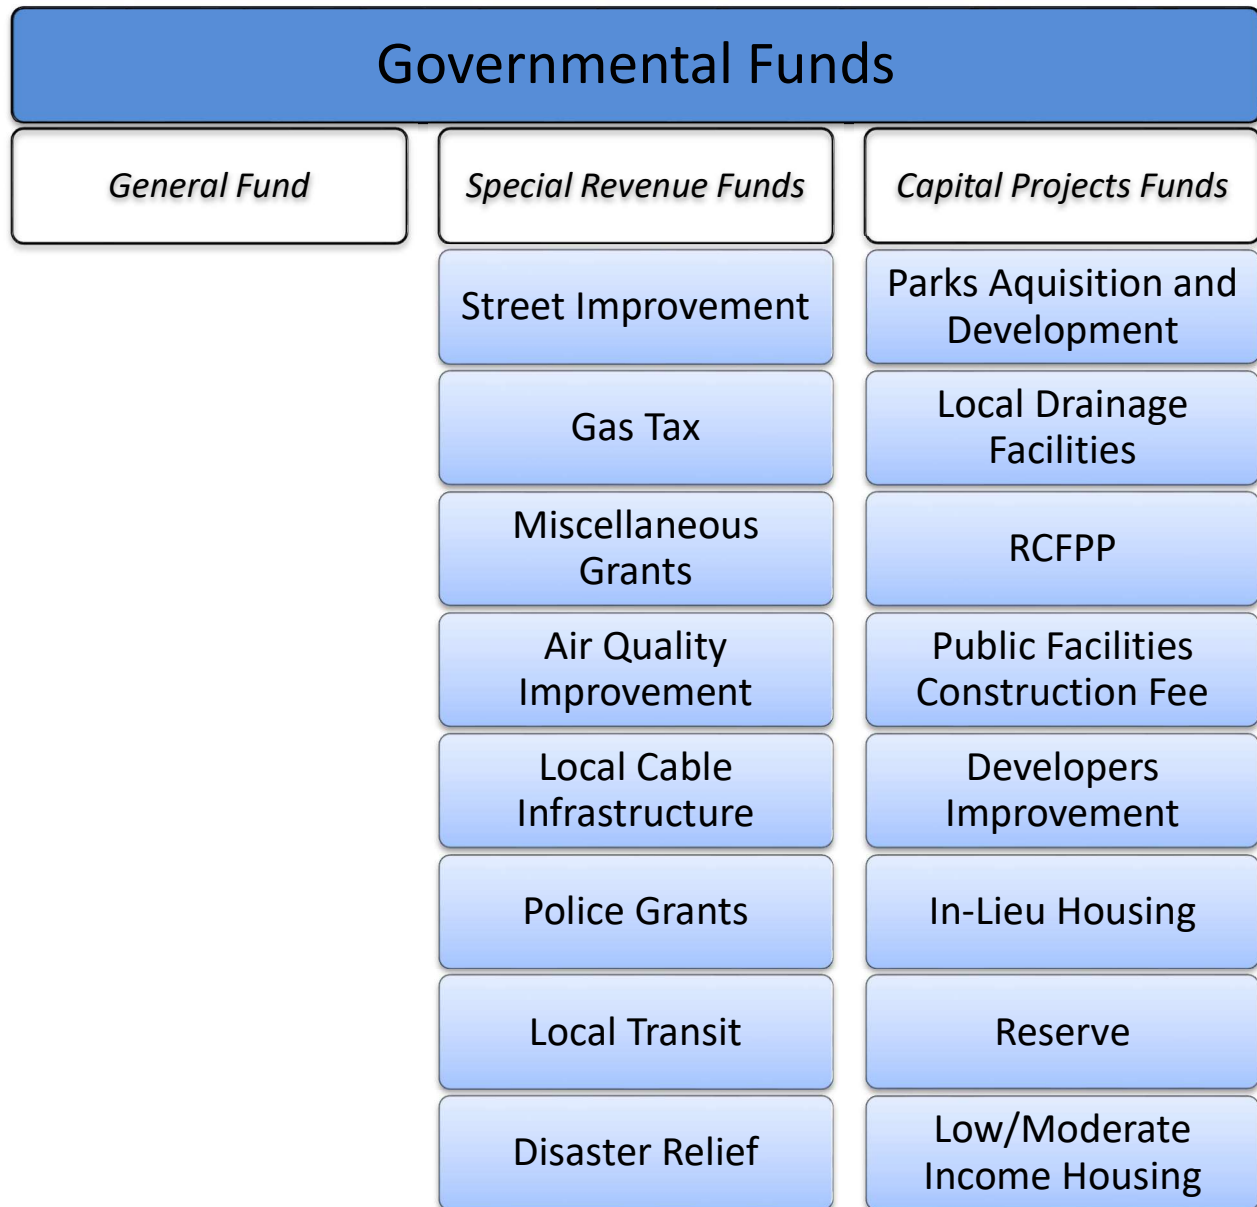 Governmental Funds
General Fund
Special Revenue Funds
Capital Projects Funds
Street Improvement
Parks Aquisition and
Development
Gas Tax
Local Drainage
Facilities
Miscellaneous
Grants
RCFPP
Air Quality
Improvement
Public Facilities
Construction Fee
Local Cable
Infrastructure
Developers
Improvement
Police Grants
In-Lieu Housing
Local Transit
Reserve
Disaster Relief
Low/Moderate
Income Housing